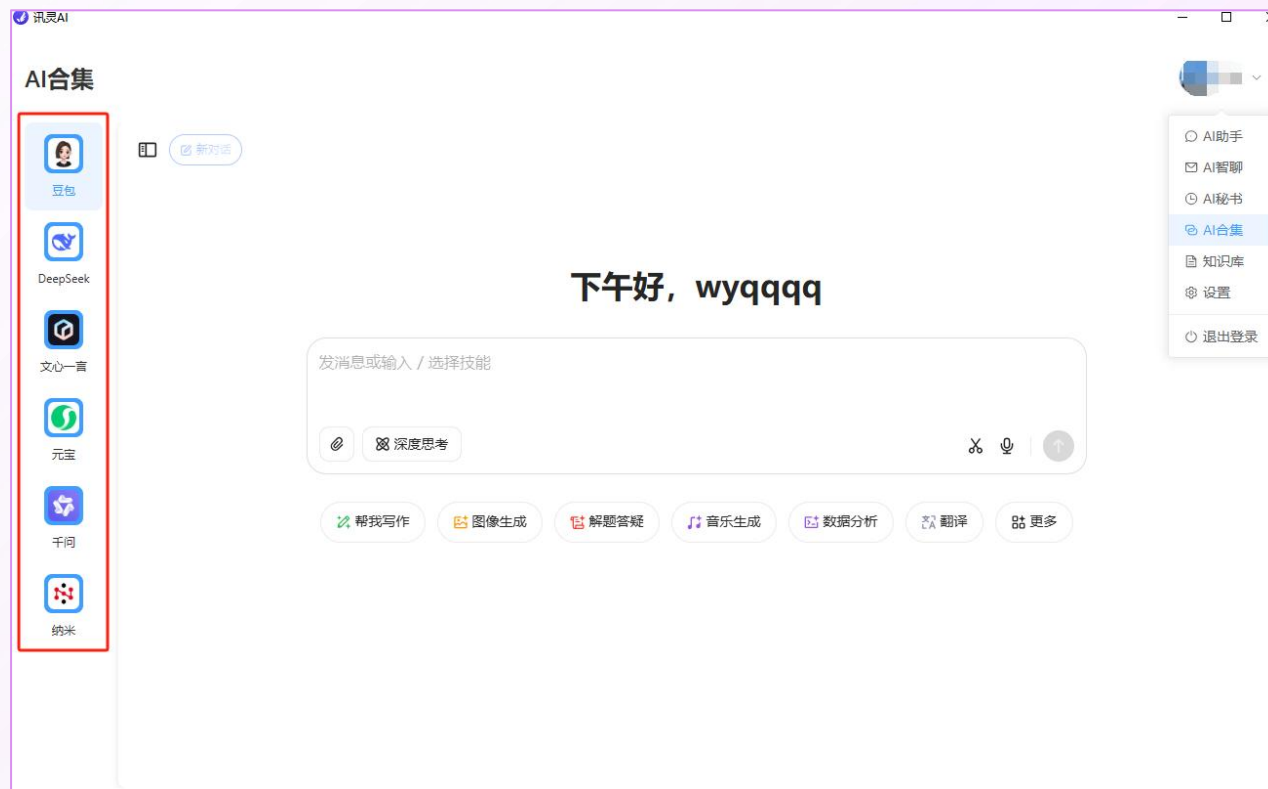 讯灵AI
AI合集
豆包
DeepSeek
文心一言
元宝
千问
纳米
新对话
下午好，wyqqqq
发消息或输入 / 选择技能
深度思考
帮我写作
图像生成
解题答疑
音乐生成
数据分析
翻译
更多
AI助手
AI智聊
AI秘书
AI合集
知识库
设置
退出登录